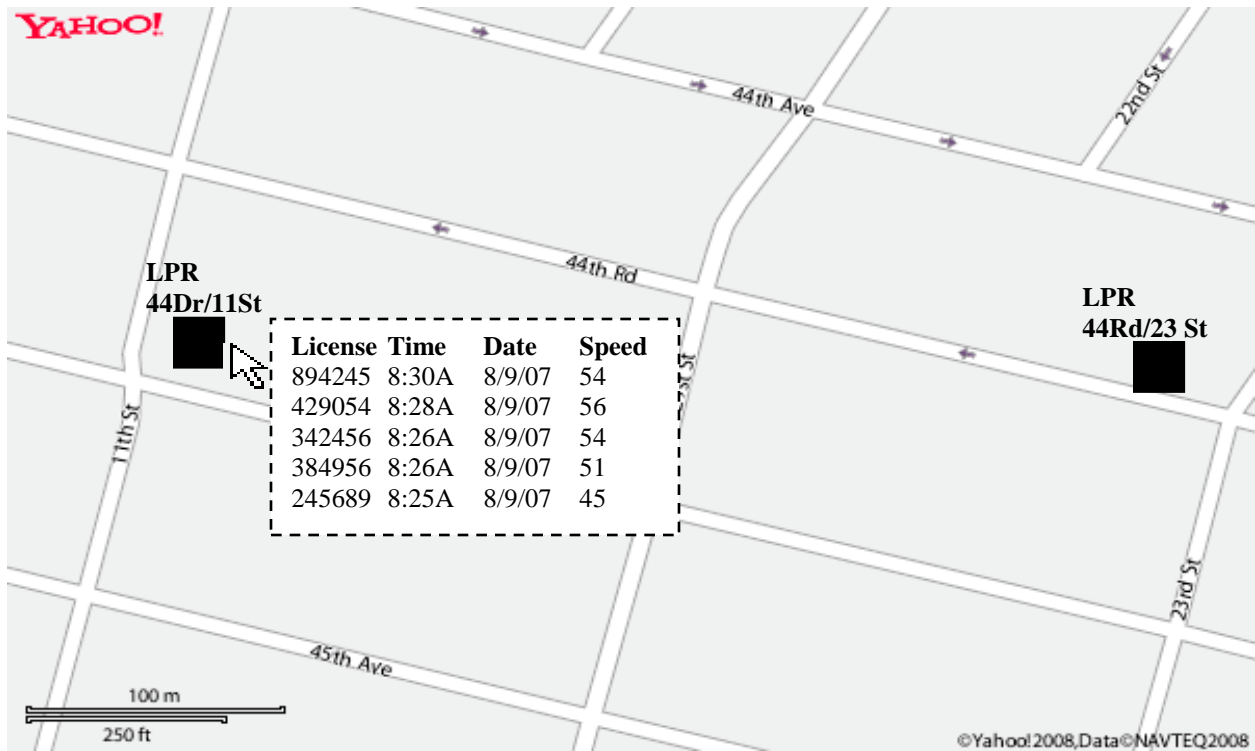 YAHOO!
44th Ave
22nd St
44th Rd
LPR
44Dr/11St
LPR
44Rd/23 St
License Time Date Speed
894245 8:30A 8/9/07 54
429054 8:28A 8/9/07 56
342456 8:26A 8/9/07 54
384956 8:26A 8/9/07 51
245689 8:25A 8/9/07 45
11th St
23rd St
45th Ave
100 m
250 ft
©Yahoo!2008,Data©NAVTEQ2008